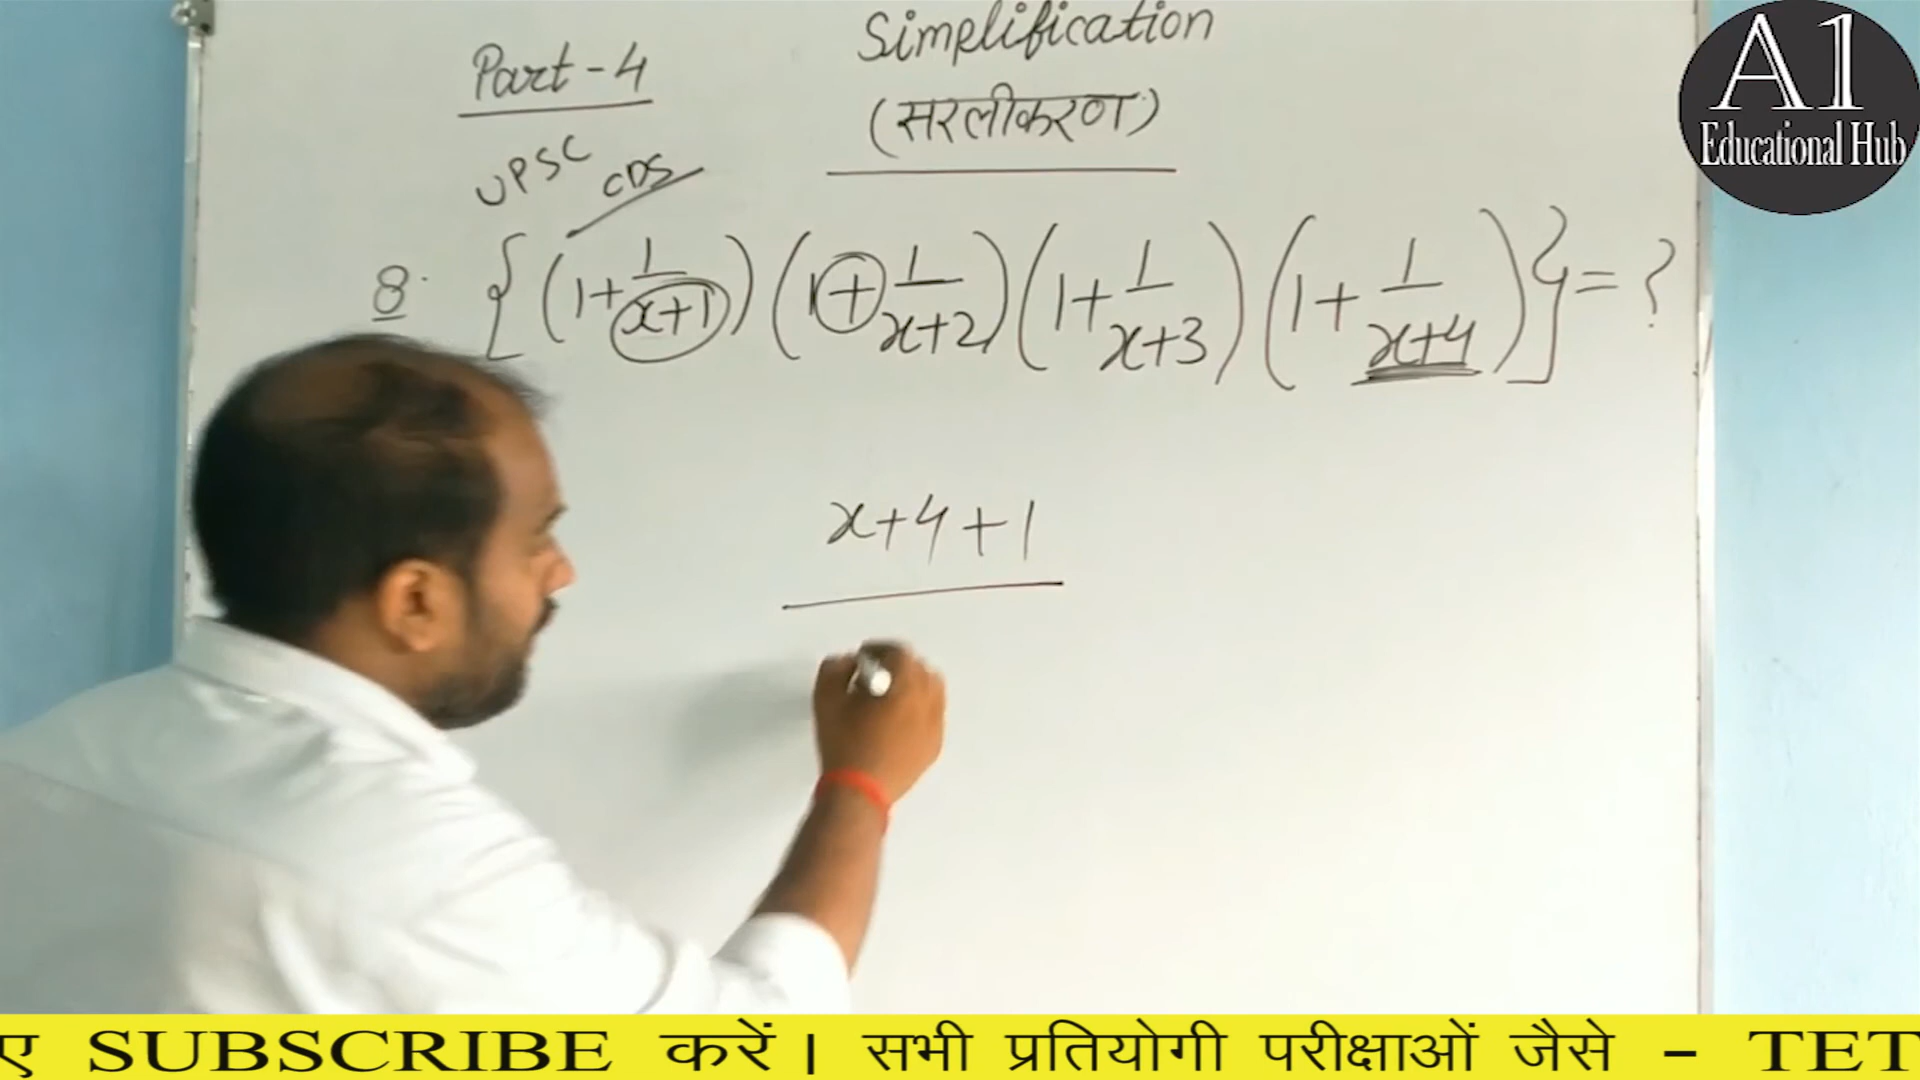 Part-4
Simplification
(सरलीकरण)
UPSC CDS
8. {(1+1/(x+1))(1+1/(x+2))(1+1/(x+3))(1+1/(x+4))} = ?
x+4+1
A1
Educational Hub
ए SUBSCRIBE करें। सभी प्रतियोगी परीक्षाओं जैसे - TET